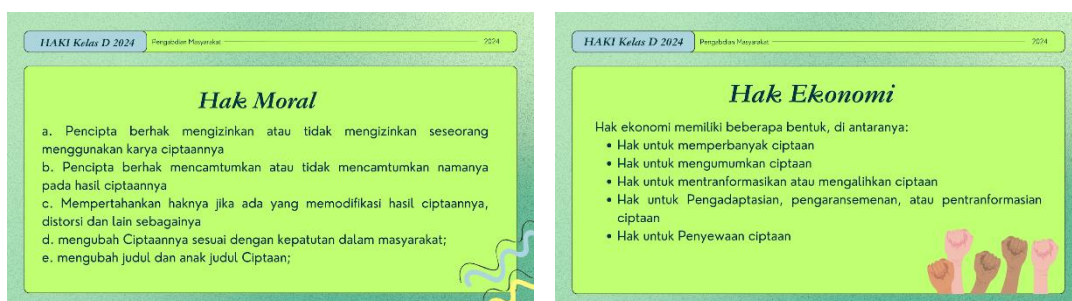 HAKI Kelas D 2024 Pengabdian Masyarakat 2024
Hak Moral
a. Pencipta berhak mengizinkan atau tidak mengizinkan seseorang
menggunakan karya ciptaannya
b. Pencipta berhak mencamtumkan atau tidak mencamtumkan namanya
pada hasil ciptaannya
c. Mempertahankan haknya jika ada yang memodifikasi hasil ciptaannya,
distorsi dan lain sebagainya
d. mengubah Ciptaannya sesuai dengan kepatutan dalam masyarakat;
e. mengubah judul dan anak judul Ciptaan;
HAKI Kelas D 2024 Pengabdian Masyarakat 2024
Hak Ekonomi
Hak ekonomi memiliki beberapa bentuk, di antaranya:
• Hak untuk memperbanyak ciptaan
• Hak untuk mengumumkan ciptaan
• Hak untuk mentranformasikan atau mengalihkan ciptaan
• Hak untuk Pengadaptasian, pengaransemenan, atau pentranformasian
ciptaan
• Hak untuk Penyewaan ciptaan